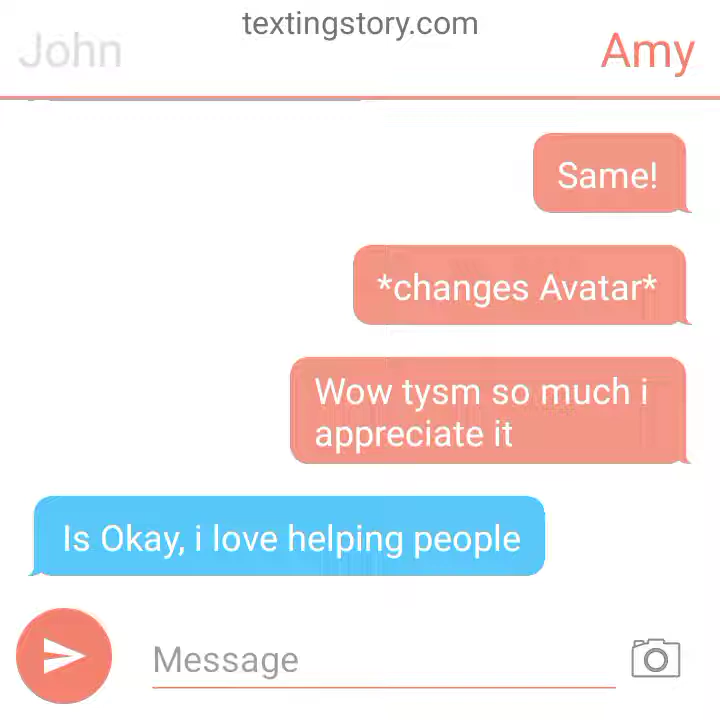 textingstory.com
John
Amy
Same!
*changes Avatar*
Wow tysm so much i
appreciate it
Is Okay, i love helping people
Message